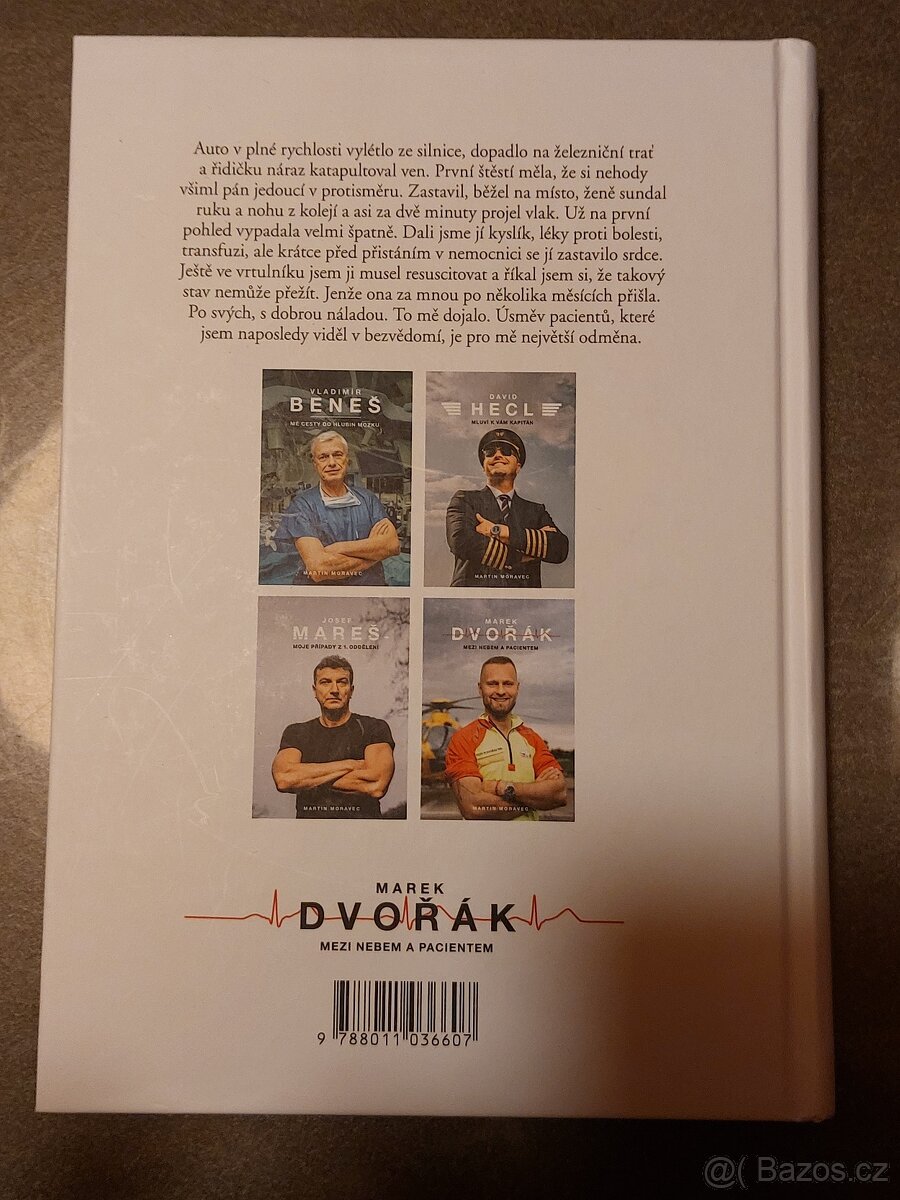 Auto v plné rychlosti vylétlo ze silnice, dopadlo na železniční trať
a řidičku náraz katapultoval ven. První štěstí měla, že si nehody
všiml pán jedoucí v protisměru. Zastavil, běžel na místo, ženě sundal
ruku a nohu z kolejí a asi za dvě minuty projel vlak. Už na první
pohled vypadala velmi špatně. Dali jsme jí kyslík, léky proti bolesti,
transfuzi, ale krátce před přistáním v nemocnici se jí zastavilo srdce.
Ještě ve vrtulníku jsem ji musel resuscitovat a říkal jsem si, že takový
stav nemůže přežít. Jenže ona za mnou po několika měsících přišla.
Po svých, s dobrou náladou. To mě dojalo. Úsměv pacientů, které
jsem naposledy viděl v bezvědomí, je pro mě největší odměna.
VLADIMÍR
BENEŠ
MÉ CESTY DO HLUBIN MOZKU
MARTIN MORAVEC
DAVID
HECL
MLUVÍ K VÁM KAPITÁN
MARTIN MORAVEC
JOSEF
MAREŠ
MOJE PŘÍPADY Z 1. ODDĚLENÍ
MARTIN MORAVEC
MAREK
DVOŘÁK
MEZI NEBEM A PACIENTEM
MARTIN MORAVEC
MAREK
DVOŘÁK
MEZI NEBEM A PACIENTEM
9 788011 036607
@( Bazos.cz